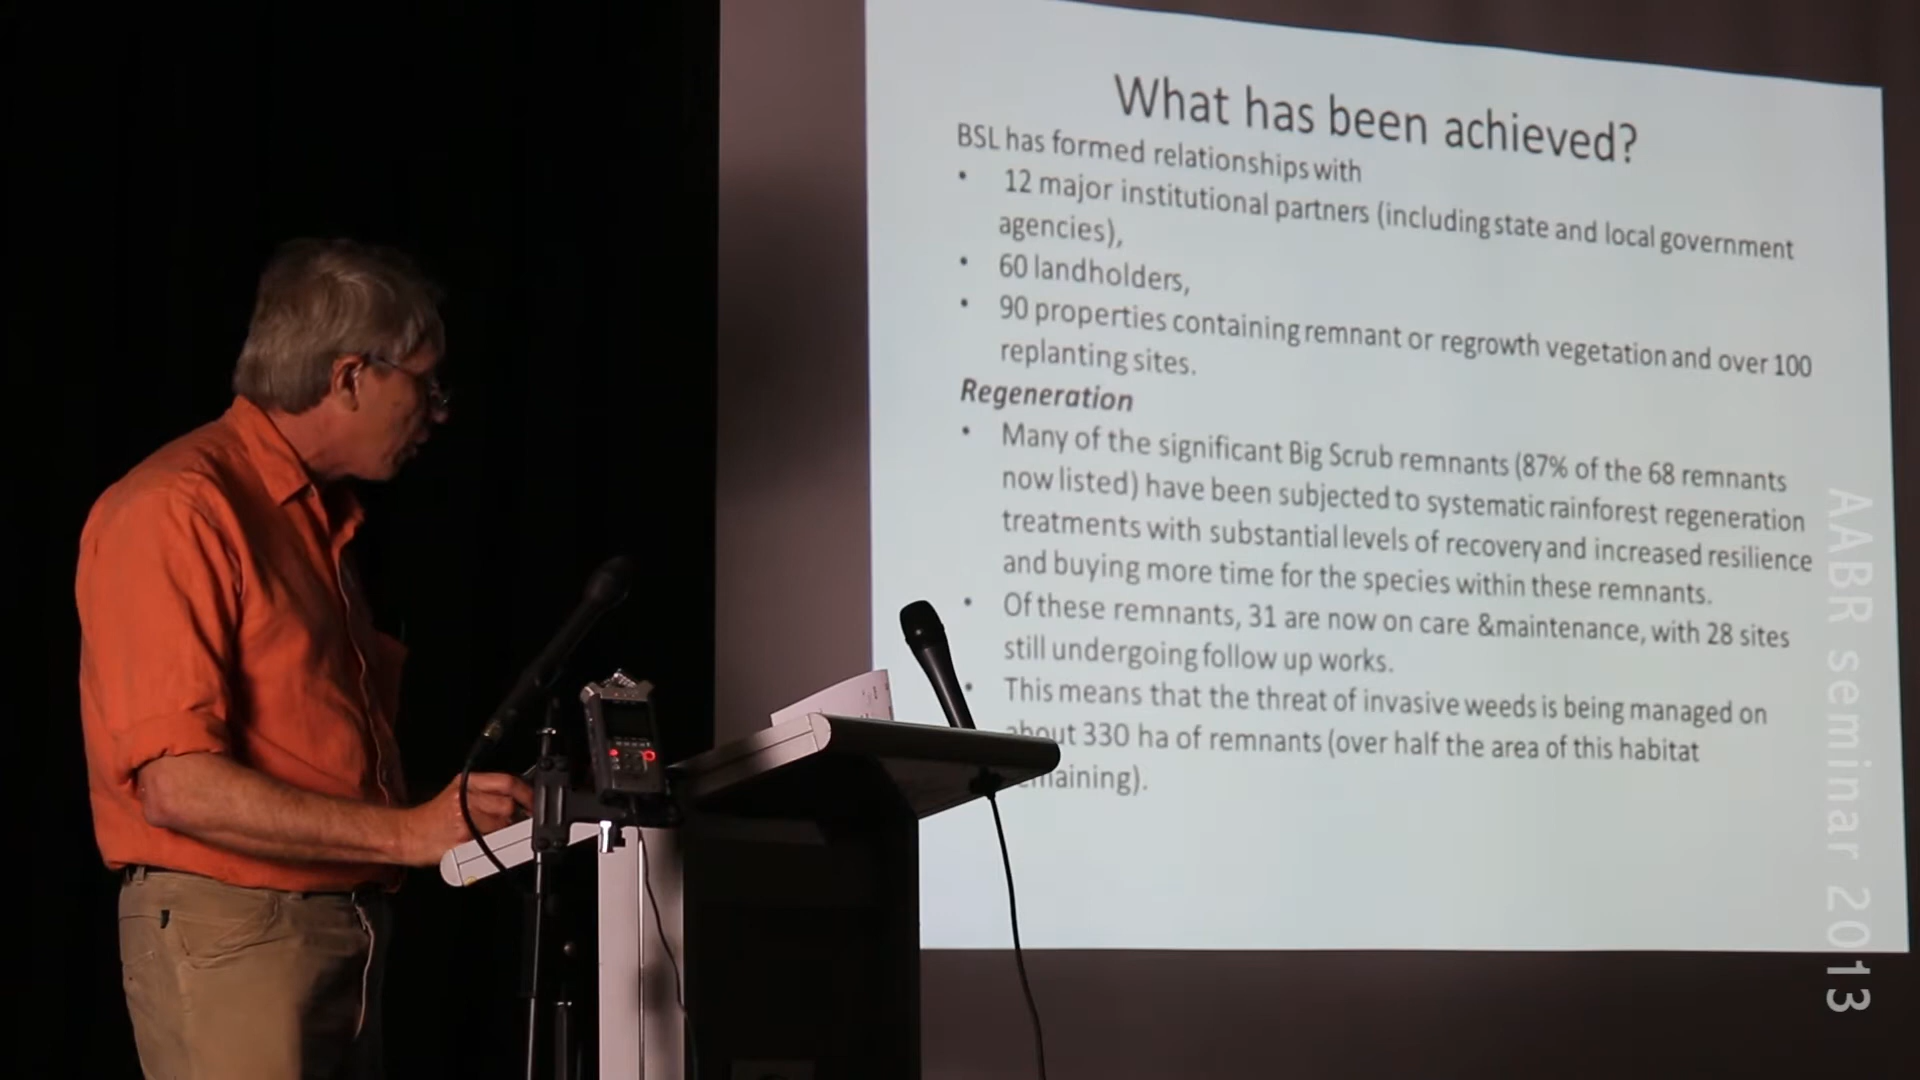 What has been achieved?
BSL has formed relationships with
• 12 major institutional partners (including state and local government
agencies),
• 60 landholders,
• 90 properties containing remnant or regrowth vegetation and over 100
replanting sites.
Regeneration
• Many of the significant Big Scrub remnants (87% of the 68 remnants
now listed) have been subjected to systematic rainforest regeneration
treatments with substantial levels of recovery and increased resilience
and buying more time for the species within these remnants.
• Of these remnants, 31 are now on care &maintenance, with 28 sites
still undergoing follow up works.
• This means that the threat of invasive weeds is being managed on
about 330 ha of remnants (over half the area of this habitat
maining).
AABR seminar 2013